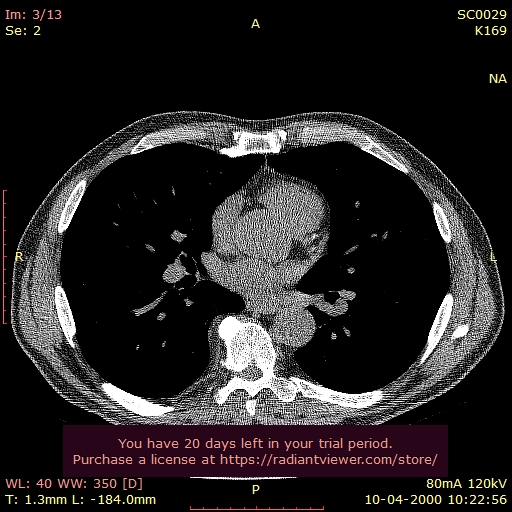 Im: 3/13
Se: 2
A
SC0029
K169
NA
R
L
You have 20 days left in your trial period.
Purchase a license at https://radiantviewer.com/store/
WL: 40 WW: 350 [D]
T: 1.3mm L: -184.0mm
P
80mA 120kV
10-04-2000 10:22:56